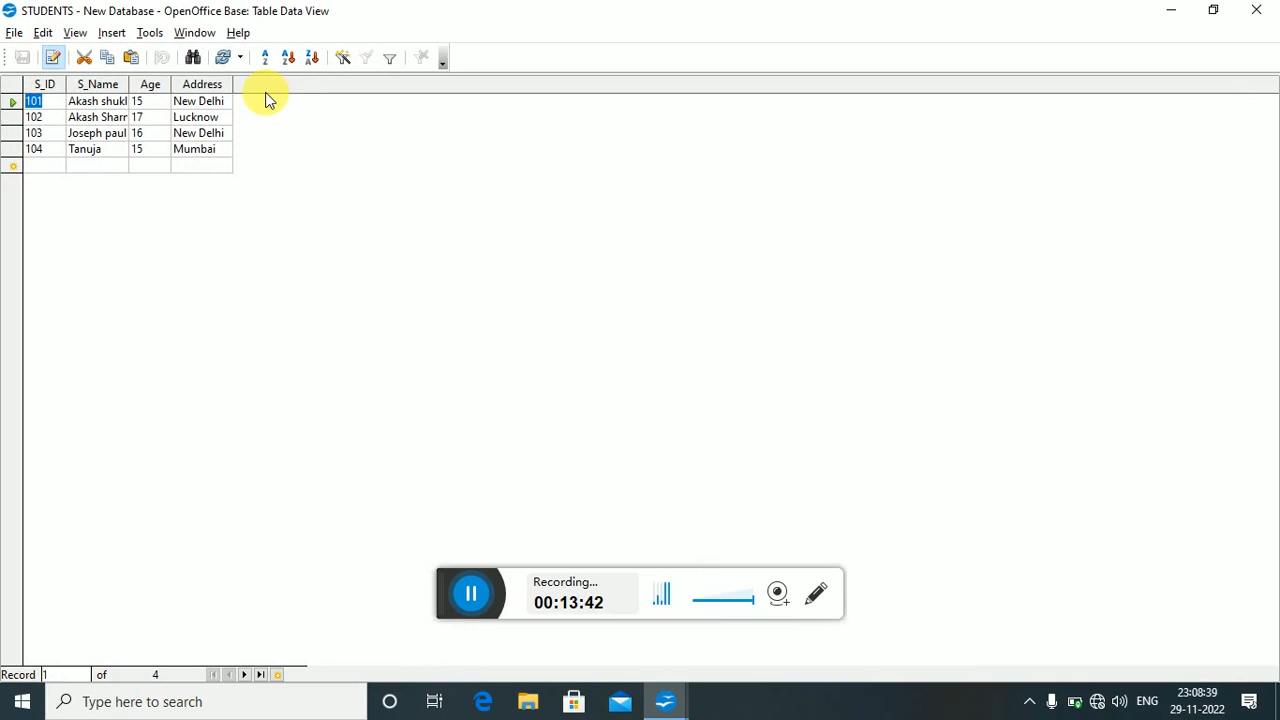 STUDENTS - New Database - OpenOffice Base: Table Data View
File Edit View Insert Tools Window Help
S_ID S_Name Age Address
101 Akash shukl 15 New Delhi
102 Akash Sharr 17 Lucknow
103 Joseph paul 16 New Delhi
104 Tanuja 15 Mumbai
Recording...
00:13:42
Record 1 of 4
Type here to search
ENG
23:08:39
29-11-2022